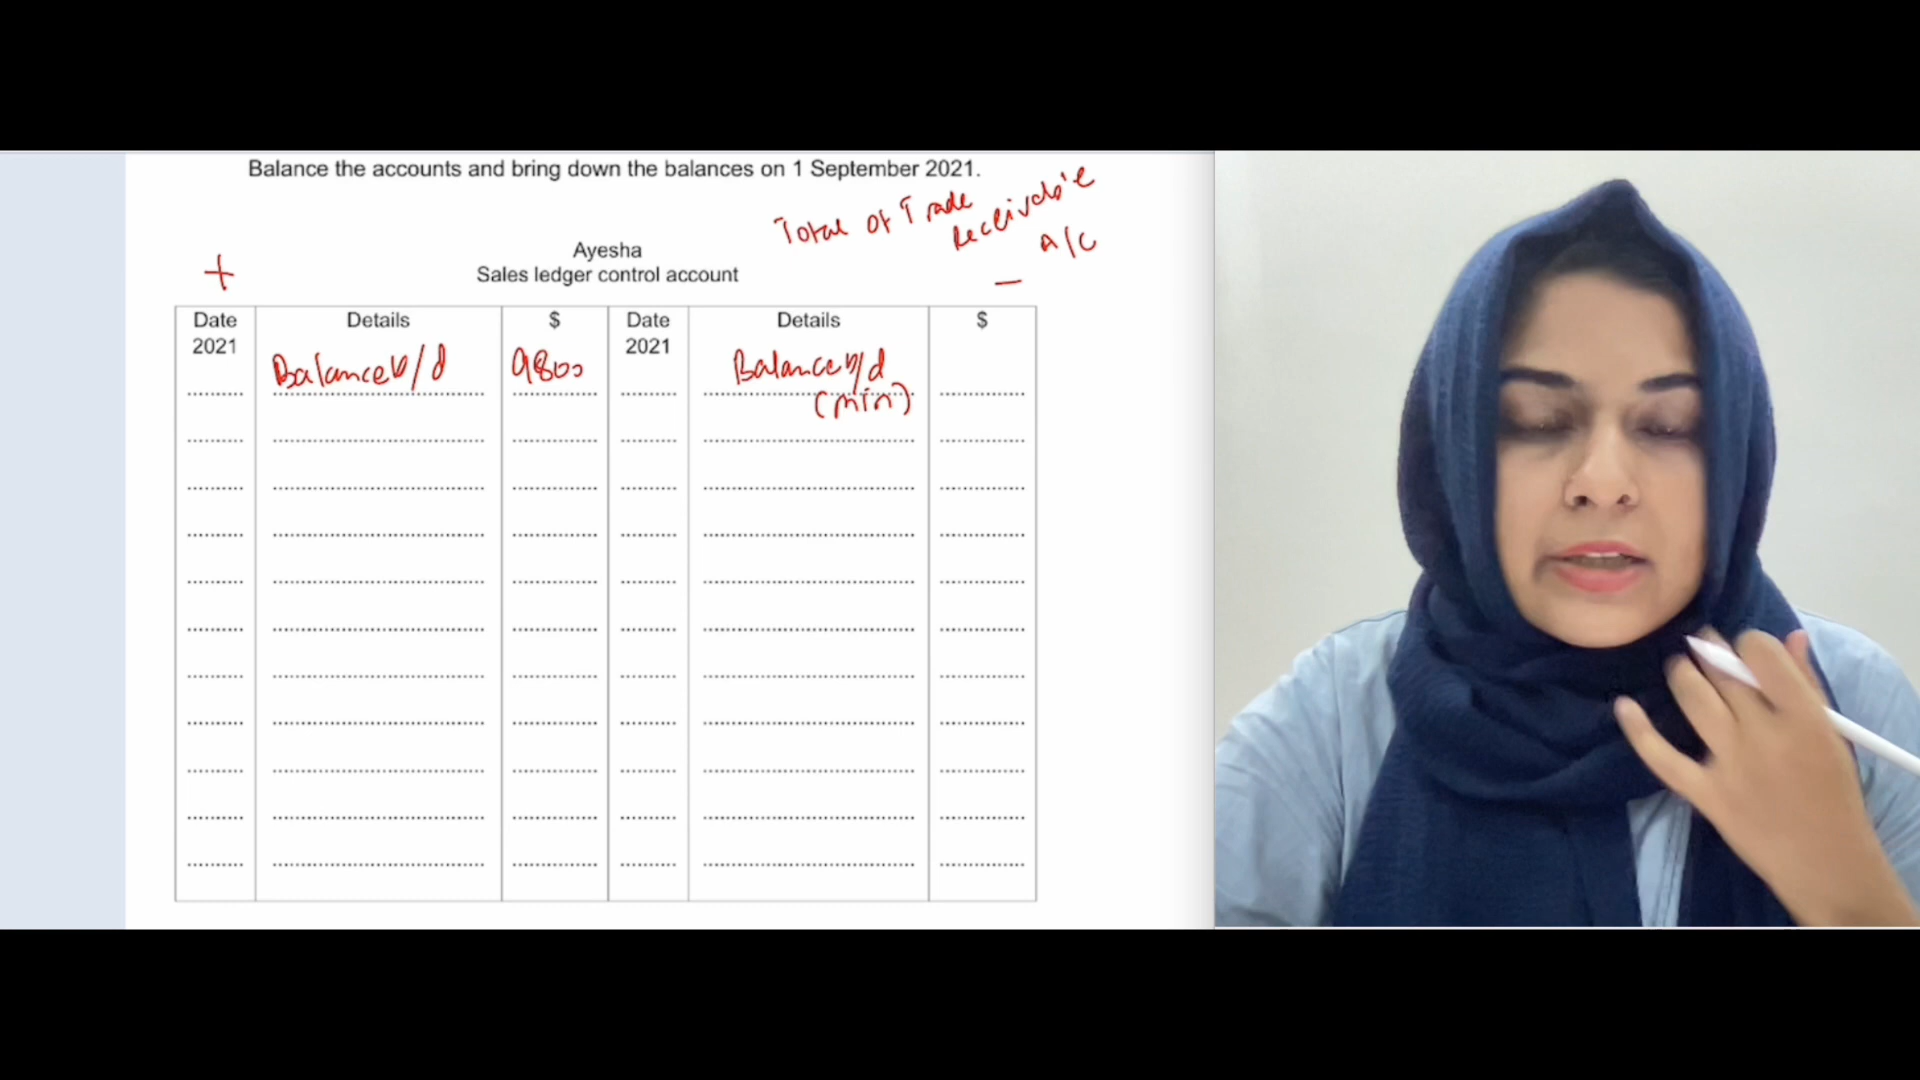 Balance the accounts and bring down the balances on 1 September 2021.
Total of Trade
Receivable
A/C
+
Ayesha
Sales ledger control account
—
Date Details $ Date Details $
2021 2021
Balance b/d 9800 Balance b/d
(min)